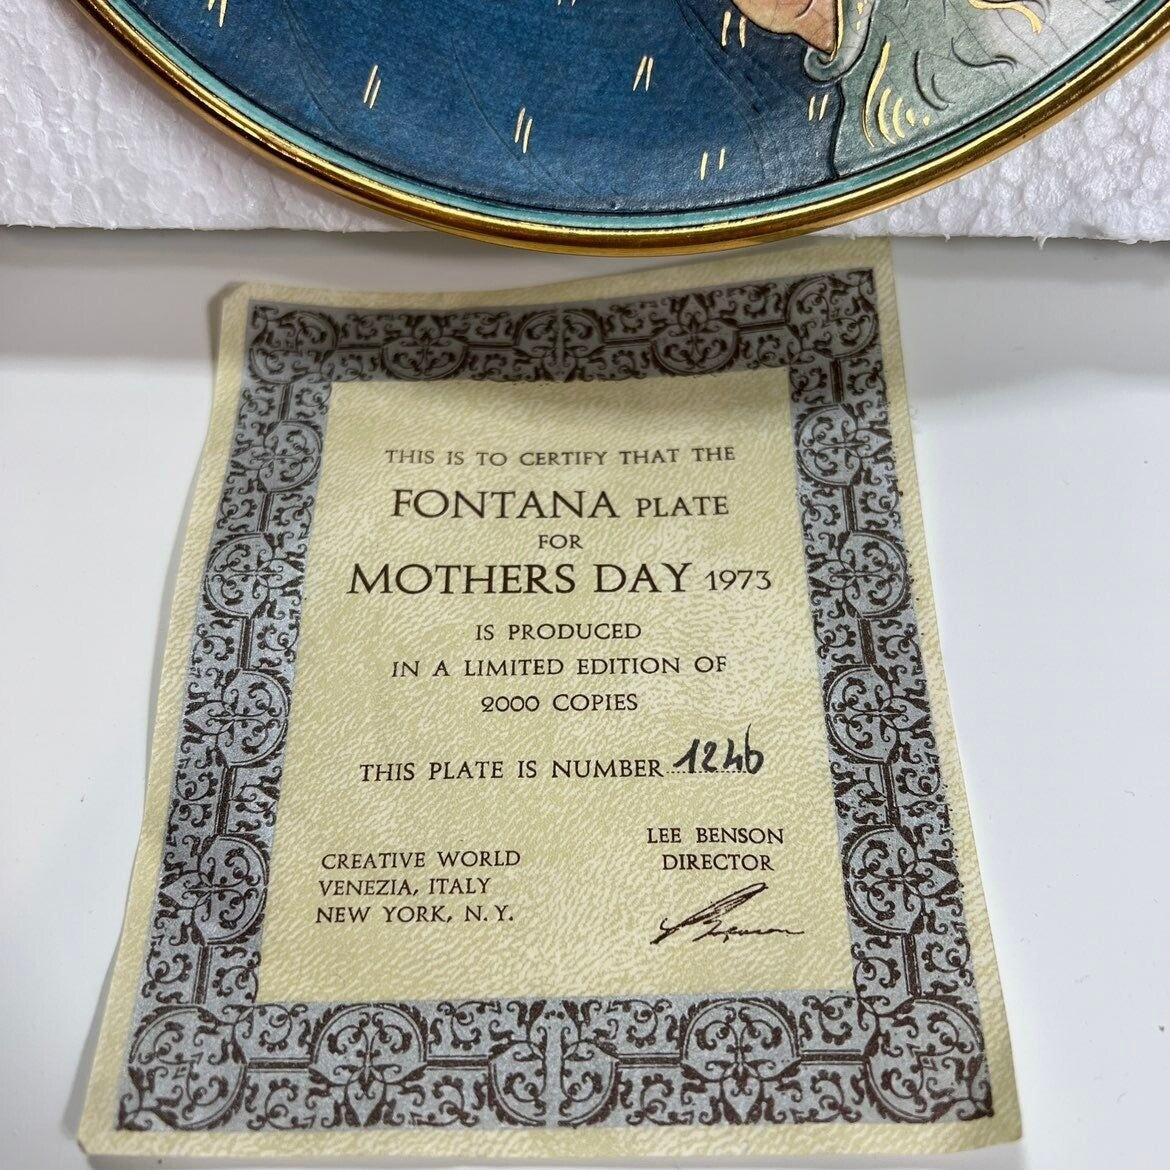 THIS IS TO CERTIFY THAT THE
FONTANA PLATE
FOR
MOTHERS DAY 1973
IS PRODUCED
IN A LIMITED EDITION OF
2000 COPIES
THIS PLATE IS NUMBER 1246
LEE BENSON
DIRECTOR
CREATIVE WORLD
VENEZIA, ITALY
NEW YORK, N. Y.